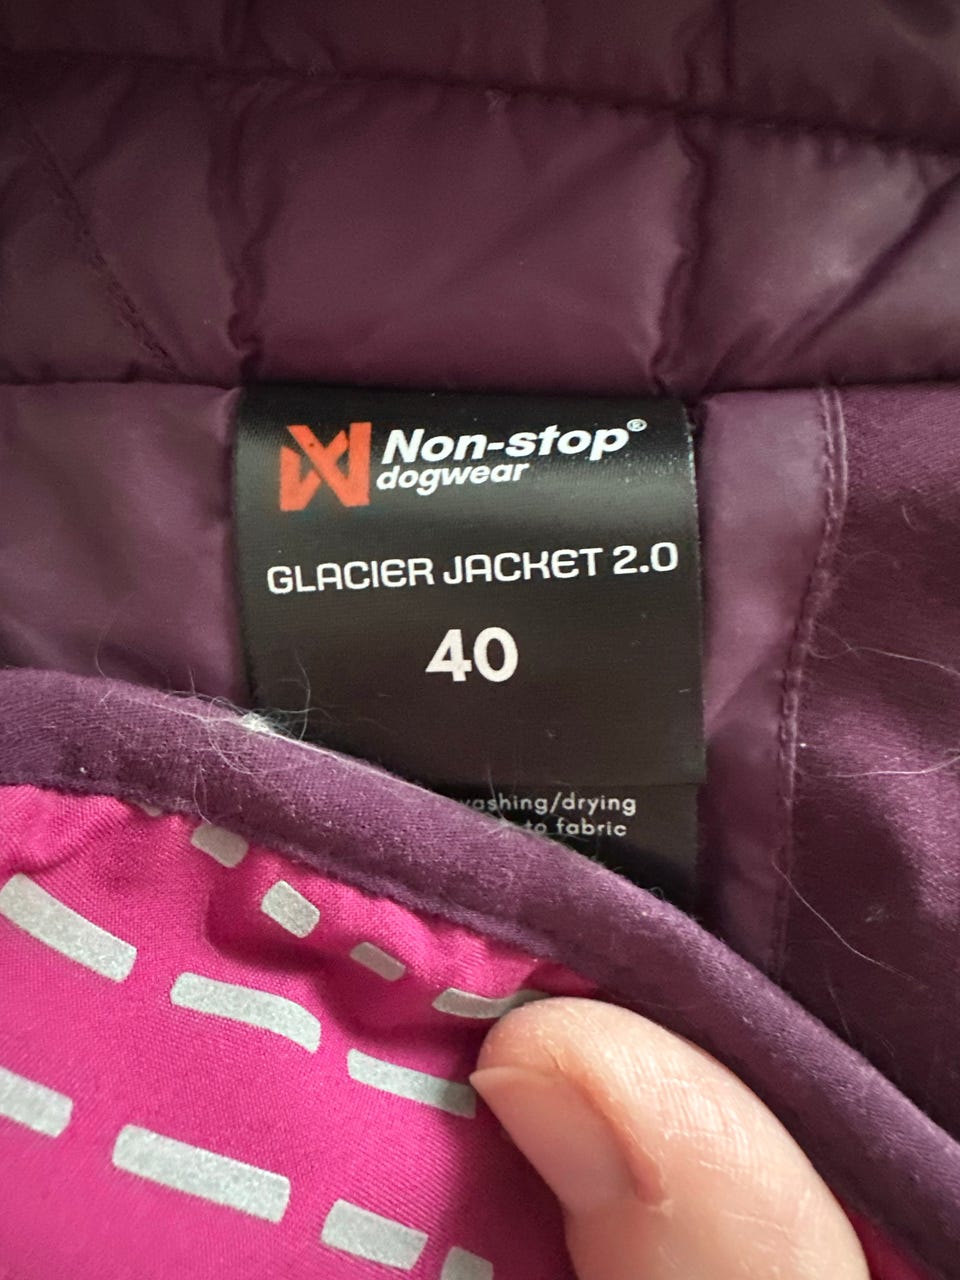 Non-stop®
dogwear
GLACIER JACKET 2.0
40
washing/drying
to fabric